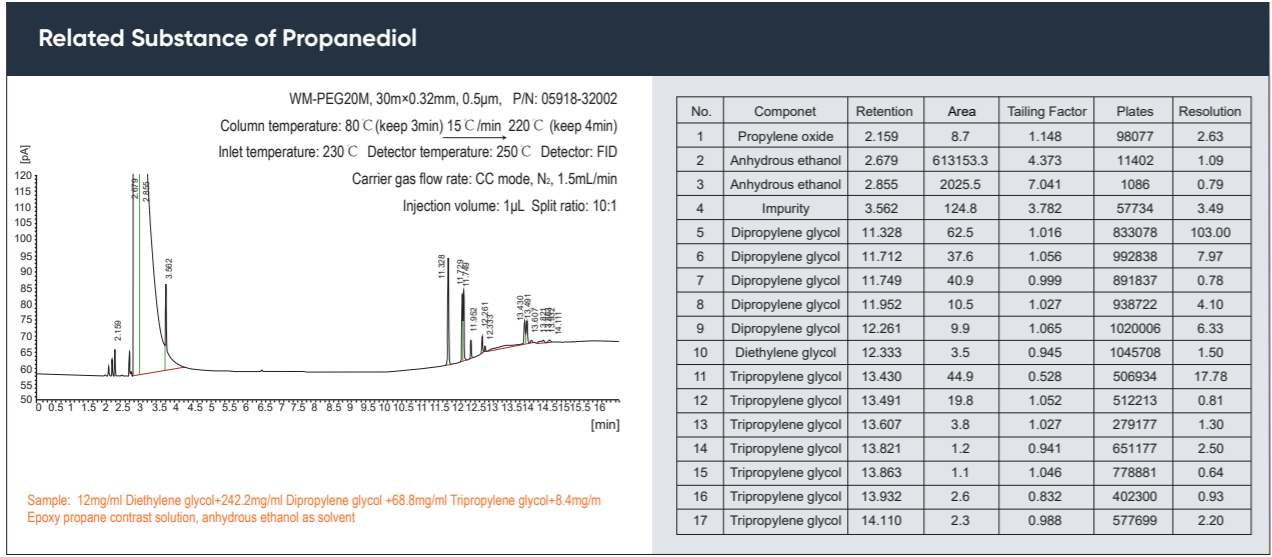 Related Substance of Propanediol
WM-PEG20M, 30m×0.32mm, 0.5μm, P/N: 05918-32002
Column temperature: 80℃ (keep 3min) 15℃/min 220℃ (keep 4min)
Inlet temperature: 230℃ Detector temperature: 250℃ Detector: FID
Carrier gas flow rate: CC mode, N₂, 1.5mL/min
Injection volume: 1μL Split ratio: 10:1
[pA]
120
115
110
105
100
95
90
85
80
75
70
65
60
55
50
2.159
2.679
2.855
3.562
11.328
11.729
11.749
11.952
12.261
12.333
13.430
13.491
13.607
13.821
14.111
0 0.5 1 1.5 2 2.5 3 3.5 4 4.5 5 5.5 6 6.5 7 7.5 8 8.5 9 9.5 10 10.5 11 11.5 12 12.5 13 13.5 14 14.5 15 15.5 16
[min]
Sample: 12mg/ml Diethylene glycol+242.2mg/ml Dipropylene glycol +68.8mg/ml Tripropylene glycol+8.4mg/m
Epoxy propane contrast solution, anhydrous ethanol as solvent
No. Componet Retention Area Tailing Factor Plates Resolution
1 Propylene oxide 2.159 8.7 1.148 98077 2.63
2 Anhydrous ethanol 2.679 613153.3 4.373 11402 1.09
3 Anhydrous ethanol 2.855 2025.5 7.041 1086 0.79
4 Impurity 3.562 124.8 3.782 57734 3.49
5 Dipropylene glycol 11.328 62.5 1.016 833078 103.00
6 Dipropylene glycol 11.712 37.6 1.056 992838 7.97
7 Dipropylene glycol 11.749 40.9 0.999 891837 0.78
8 Dipropylene glycol 11.952 10.5 1.027 938722 4.10
9 Dipropylene glycol 12.261 9.9 1.065 1020006 6.33
10 Diethylene glycol 12.333 3.5 0.945 1045708 1.50
11 Tripropylene glycol 13.430 44.9 0.528 506934 17.78
12 Tripropylene glycol 13.491 19.8 1.052 512213 0.81
13 Tripropylene glycol 13.607 3.8 1.027 279177 1.30
14 Tripropylene glycol 13.821 1.2 0.941 651177 2.50
15 Tripropylene glycol 13.863 1.1 1.046 778881 0.64
16 Tripropylene glycol 13.932 2.6 0.832 402300 0.93
17 Tripropylene glycol 14.110 2.3 0.988 577699 2.20